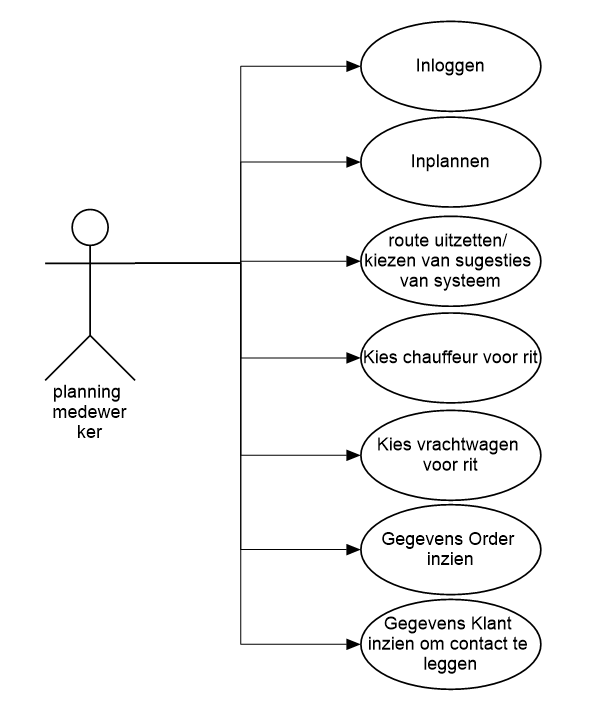 Inloggen
Inplannen
route uitzetten/
kiezen van sugesties
van systeem
Kies chauffeur voor rit
planning
medewer
ker
Kies vrachtwagen
voor rit
Gegevens Order
inzien
Gegevens Klant
inzien om contact te
leggen